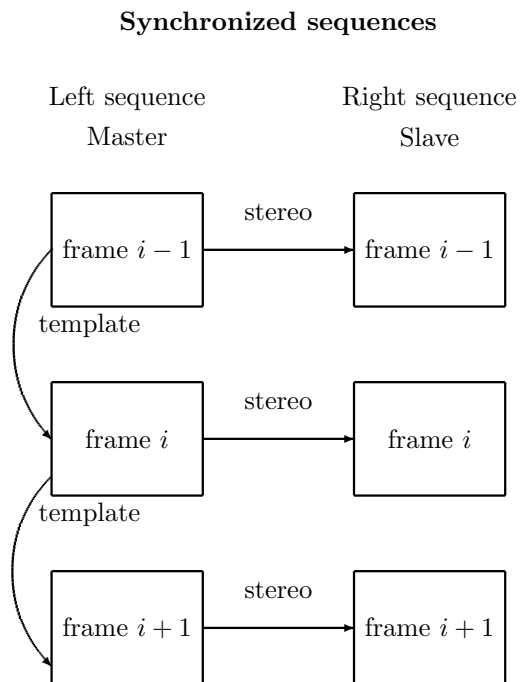 Synchronized sequences
Left sequence
Master
Right sequence
Slave
frame i − 1
stereo
frame i − 1
template
frame i
stereo
frame i
template
frame i + 1
stereo
frame i + 1